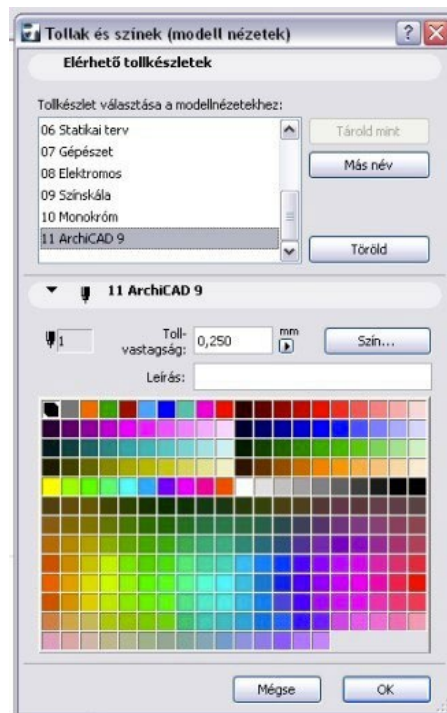 Tollak és színek (modell nézetek)
Elérhető tollkészletek
Tollkészlet választása a modellnézetekhez:
06 Statikai terv
07 Gépészet
08 Elektromos
09 Színskála
10 Monokróm
11 ArchiCAD 9
Tárold mint
Más név
Töröld
11 ArchiCAD 9
1
Toll-
vastagság:
0,250
mm
Szín...
Leírás:
Mégse
OK